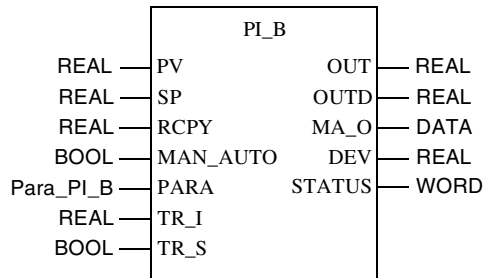 PI_B
REAL PV OUT REAL
REAL SP OUTD REAL
REAL RCPY MA_O DATA
BOOL MAN_AUTO DEV REAL
Para_PI_B PARA STATUS WORD
REAL TR_I
BOOL TR_S